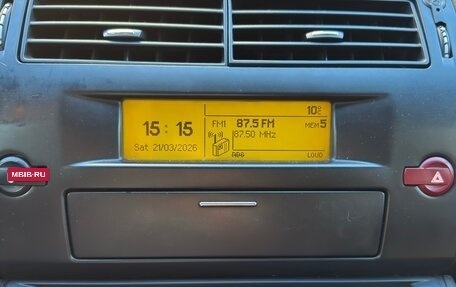 10°C
15:15
FM1 87.5 FM MEM 5
87.50 MHz
Sat 21/03/2026
RDS LOUD
MBIB·RU